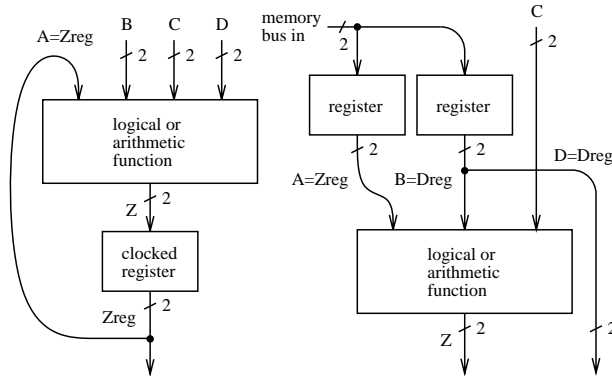 A=Zreg
B
C
D
2
2
2
logical or
arithmetic
function
Z
2
clocked
register
Zreg
2
memory
bus in
2
C
2
register
register
2
2
A=Zreg
B=Dreg
D=Dreg
logical or
arithmetic
function
Z
2
2